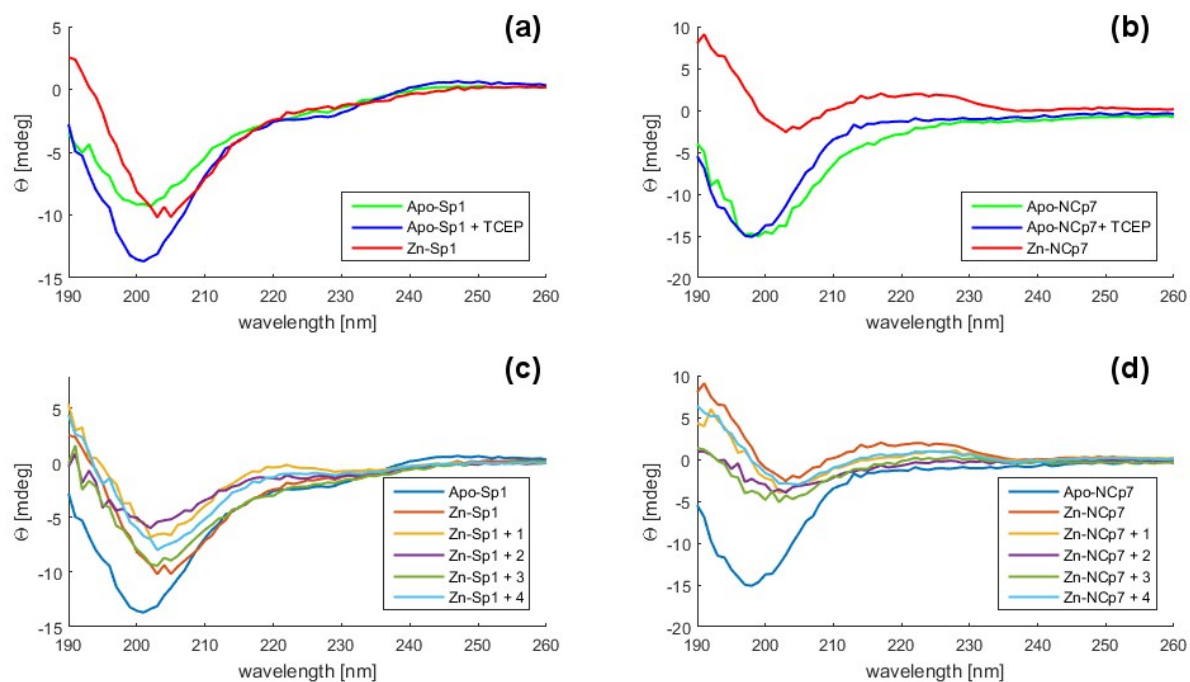 (a)
5
0
-5
-10
-15
Θ [mdeg]
190 200 210 220 230 240 250 260
wavelength [nm]
Apo-Sp1
Apo-Sp1 + TCEP
Zn-Sp1
(b)
10
5
0
-5
-10
-15
-20
Θ [mdeg]
190 200 210 220 230 240 250 260
wavelength [nm]
Apo-NCp7
Apo-NCp7+ TCEP
Zn-NCp7
(c)
5
0
-5
-10
-15
Θ [mdeg]
190 200 210 220 230 240 250 260
wavelength [nm]
Apo-Sp1
Zn-Sp1
Zn-Sp1 + 1
Zn-Sp1 + 2
Zn-Sp1 + 3
Zn-Sp1 + 4
(d)
10
5
0
-5
-10
-15
-20
Θ [mdeg]
190 200 210 220 230 240 250 260
wavelength [nm]
Apo-NCp7
Zn-NCp7
Zn-NCp7 + 1
Zn-NCp7 + 2
Zn-NCp7 + 3
Zn-NCp7 + 4